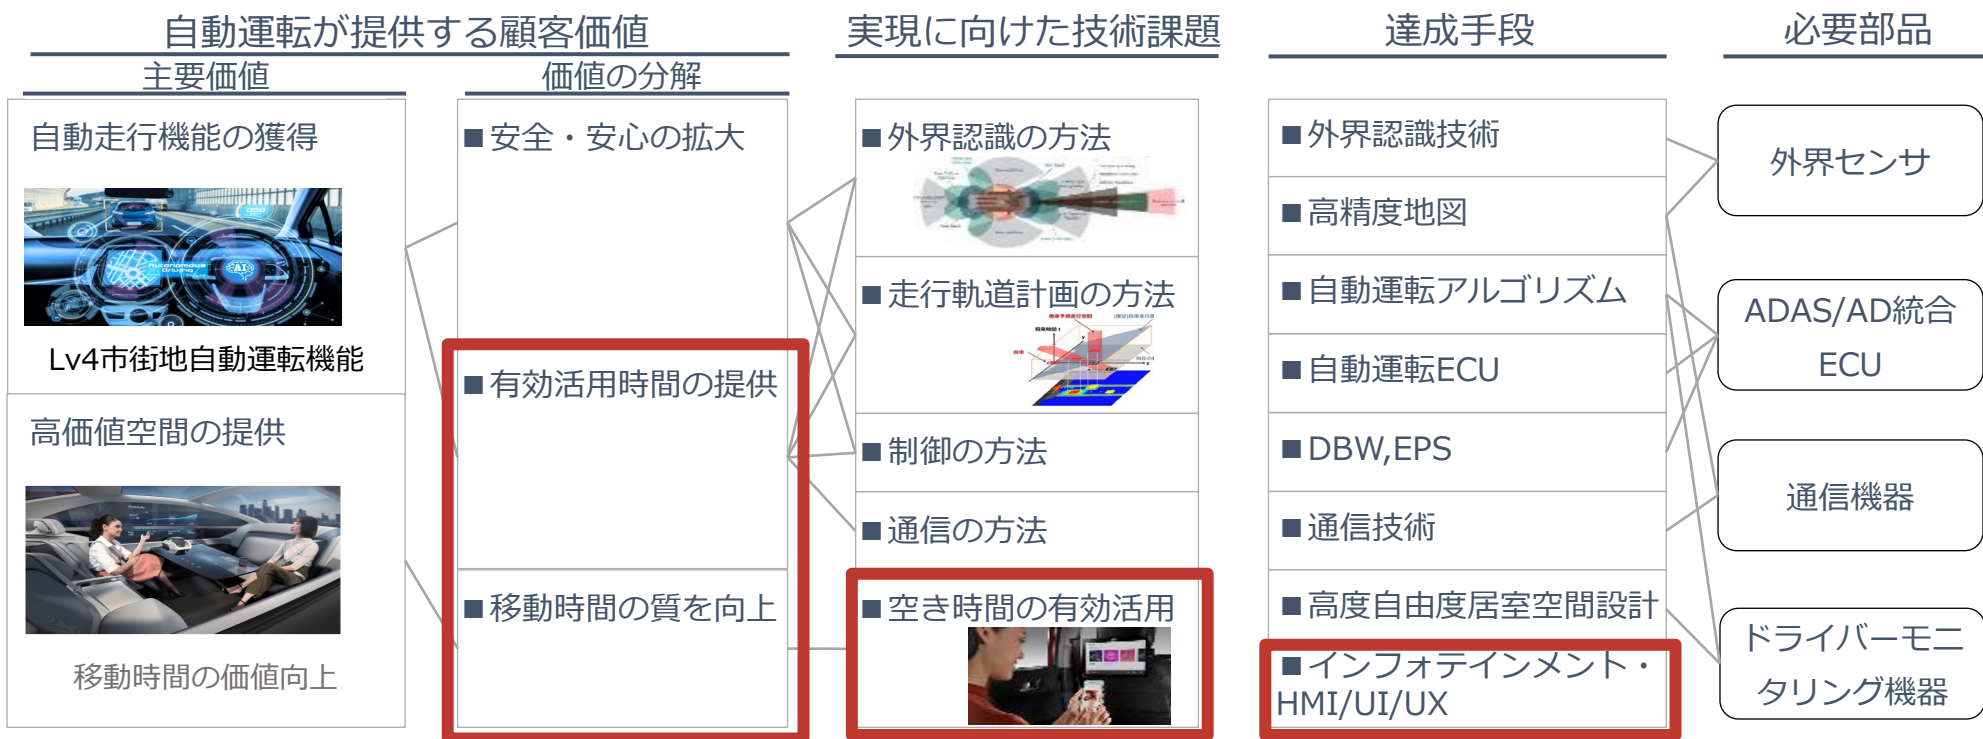 自動運転が提供する顧客価値
実現に向けた技術課題
達成手段
必要部品
主要価値
価値の分解
自動走行機能の獲得
Autonomous
Driving
AI
Lv4市街地自動運転機能
高価値空間の提供
移動時間の価値向上
■安全・安心の拡大
■有効活用時間の提供
■移動時間の質を向上
■外界認識の方法
■走行軌道計画の方法
■制御の方法
■通信の方法
■空き時間の有効活用
■外界認識技術
■高精度地図
■自動運転アルゴリズム
■自動運転ECU
■DBW,EPS
■通信技術
■高度自由度居室空間設計
■インフォテインメント・
HMI/UI/UX
外界センサ
ADAS/AD統合
ECU
通信機器
ドライバーモニ
タリング機器